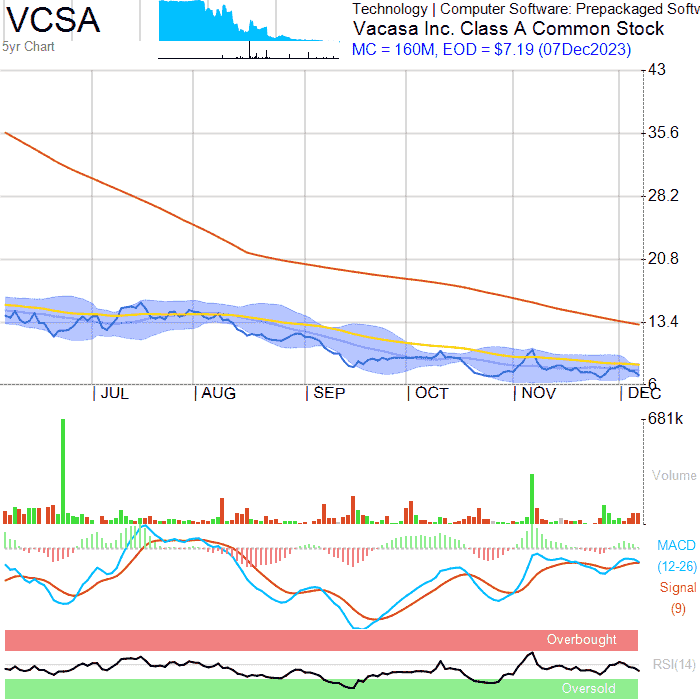 VCSA
5yr Chart
Technology | Computer Software: Prepackaged Softw
Vacasa Inc. Class A Common Stock
MC = 160M, EOD = $7.19 (07Dec2023)
43
35.6
28.2
20.8
13.4
6
JUL
AUG
SEP
OCT
NOV
DEC
681k
Volume
MACD
(12-26)
Signal
(9)
Overbought
RSI(14)
Oversold